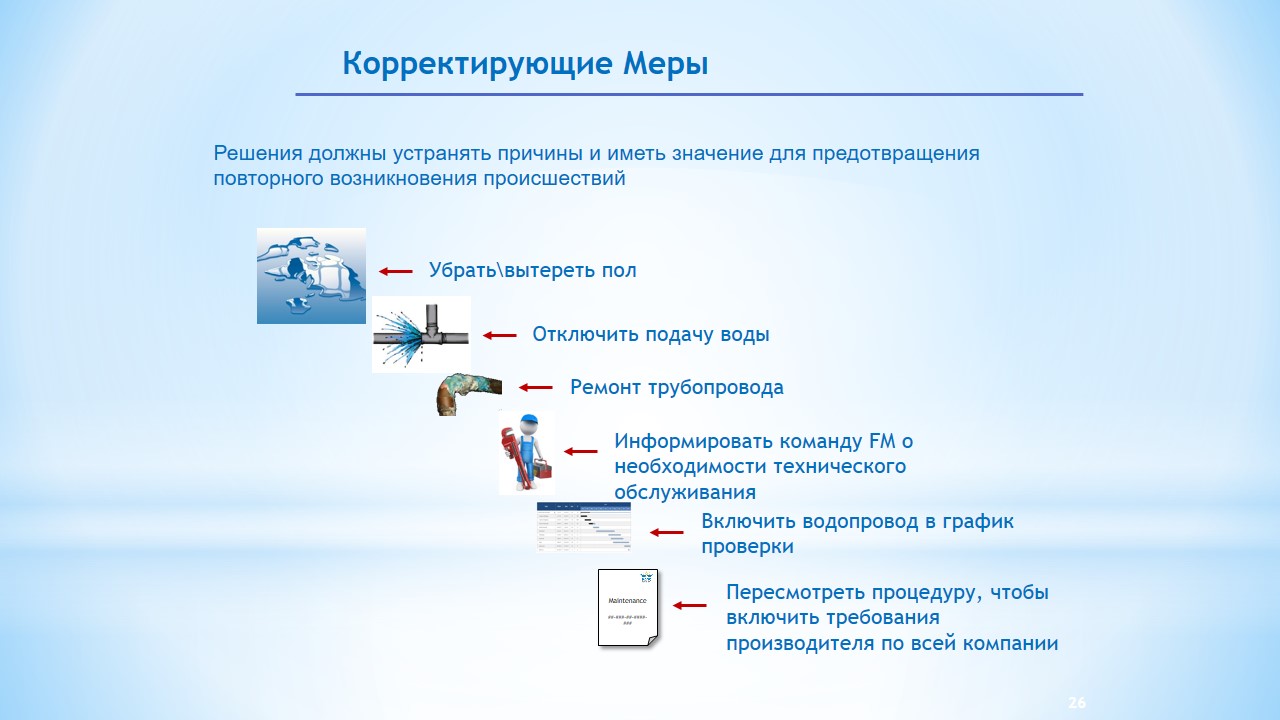 Корректирующие Меры
Решения должны устранять причины и иметь значение для предотвращения
повторного возникновения происшествий
Убрать\вытереть пол
Отключить подачу воды
Ремонт трубопровода
Информировать команду FM о
необходимости технического
обслуживания
Включить водопровод в график
проверки
Maintenance
##-###-##-####-
###
Пересмотреть процедуру, чтобы
включить требования
производителя по всей компании
26